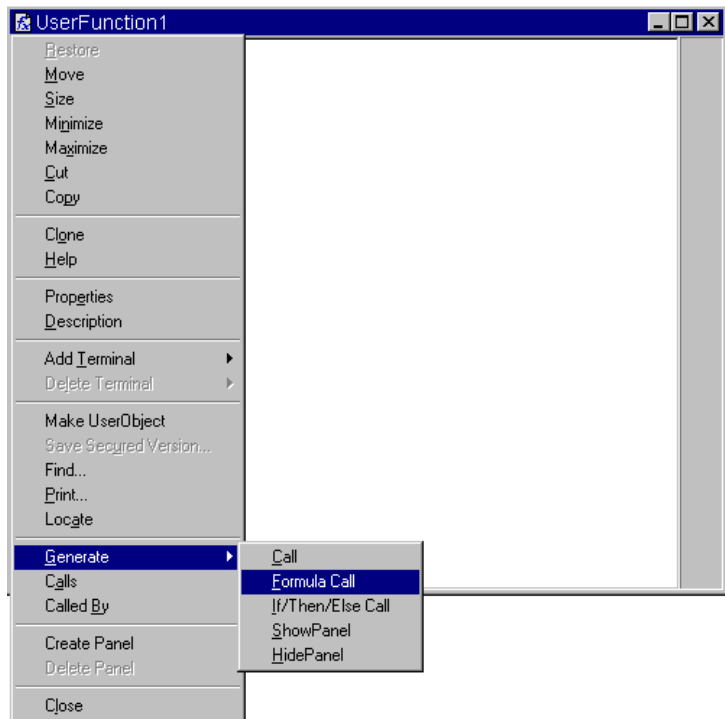 UserFunction1
Restore
Move
Size
Minimize
Maximize
Cut
Copy
Clone
Help
Properties
Description
Add Terminal
Delete Terminal
Make UserObject
Save Secured Version...
Find...
Print...
Locate
Generate
Calls
Called By
Create Panel
Delete Panel
Close
Call
Formula Call
If/Then/Else Call
ShowPanel
HidePanel